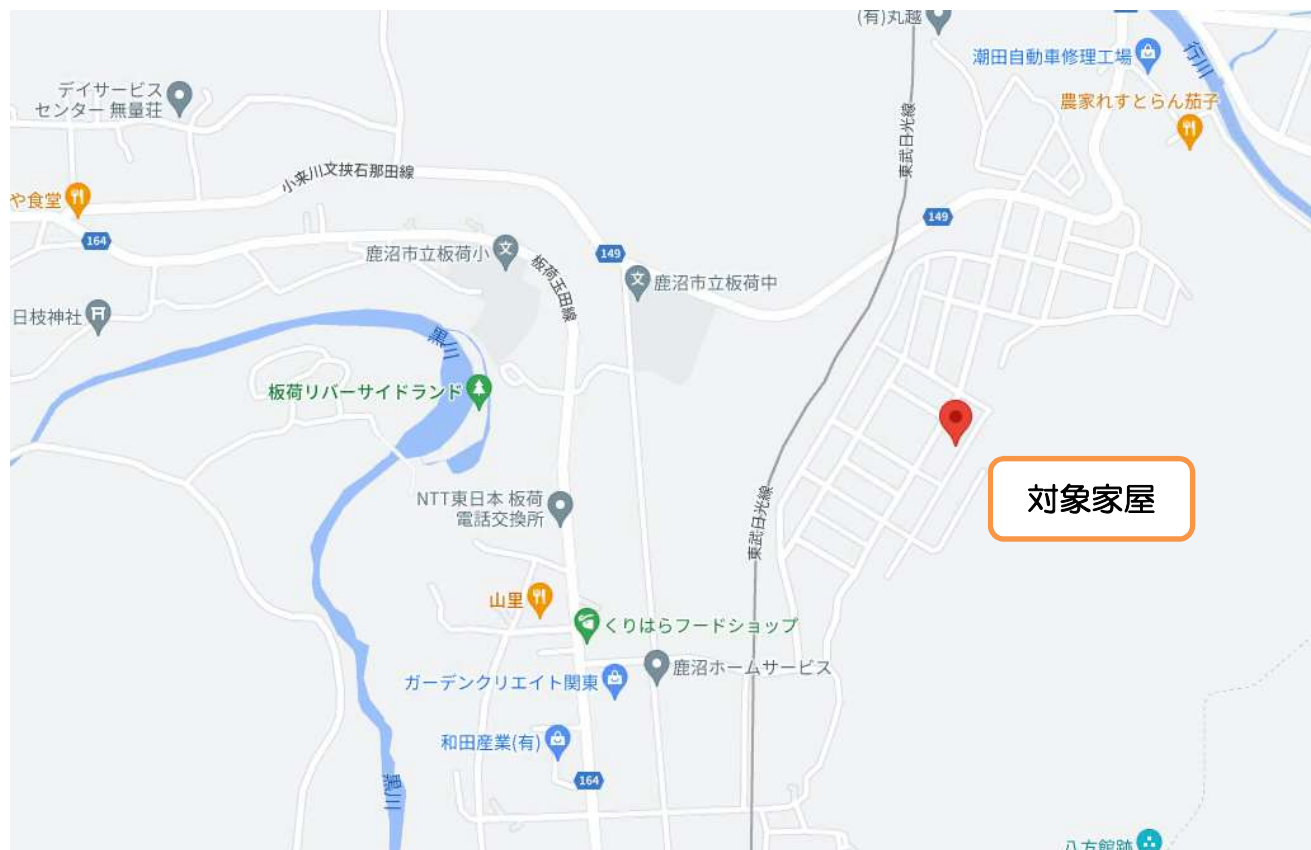 (有)丸越
潮田自動車修理工場
行川
デイサービス
センター 無量荘
農家れすとらん茄子
東武日光線
小来川文挟石那田線
や食堂
149
164
鹿沼市立板荷小
149
板荷玉田線
鹿沼市立板荷中
日枝神社
黒川
板荷リバーサイドランド
対象家屋
NTT東日本 板荷
電話交換所
東武日光線
山里
くりはらフードショップ
鹿沼ホームサービス
ガーデンクリエイト関東
和田産業(有)
164
黒川
八方館跡